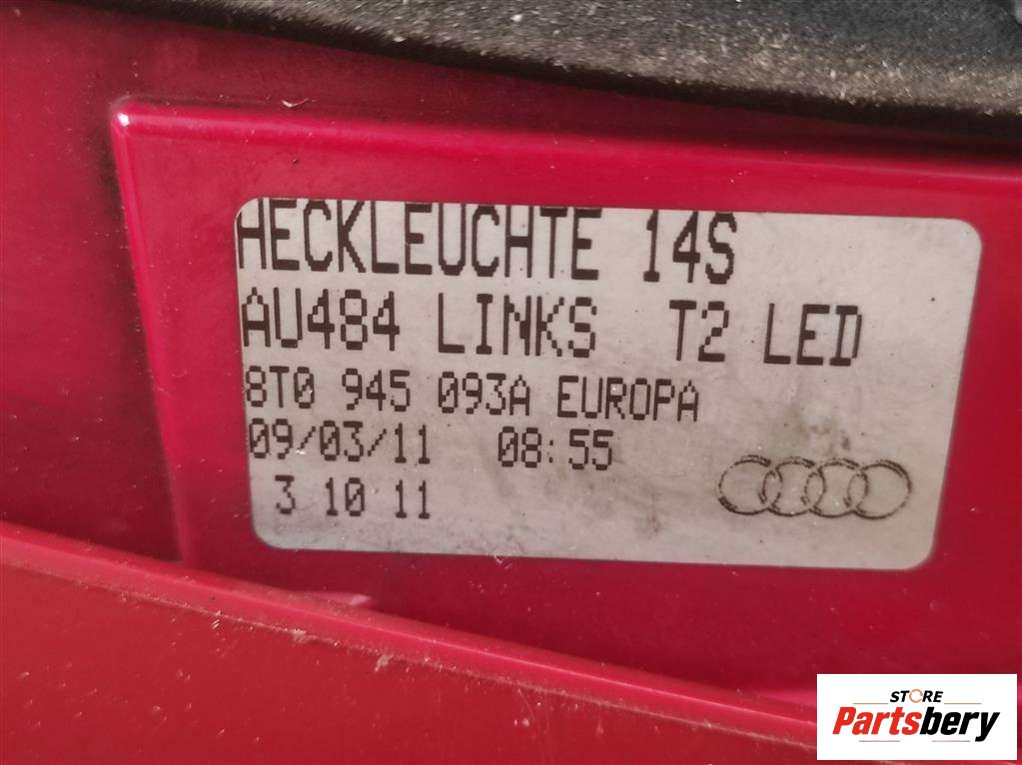 HECKLEUCHTE 14S
AU484 LINKS T2 LED
8T0 945 093A EUROPA
09/03/11 08:55
3 10 11
STORE
Partsbery